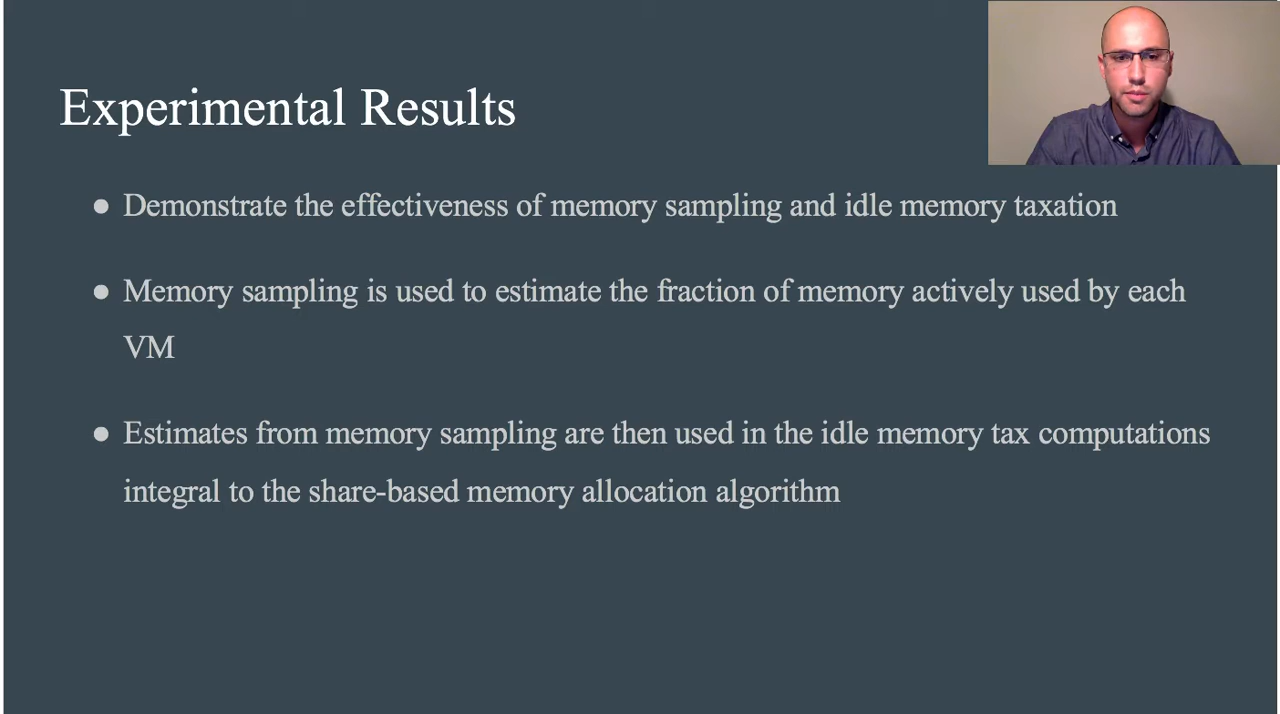 Experimental Results
● Demonstrate the effectiveness of memory sampling and idle memory taxation
● Memory sampling is used to estimate the fraction of memory actively used by each
VM
● Estimates from memory sampling are then used in the idle memory tax computations
integral to the share-based memory allocation algorithm